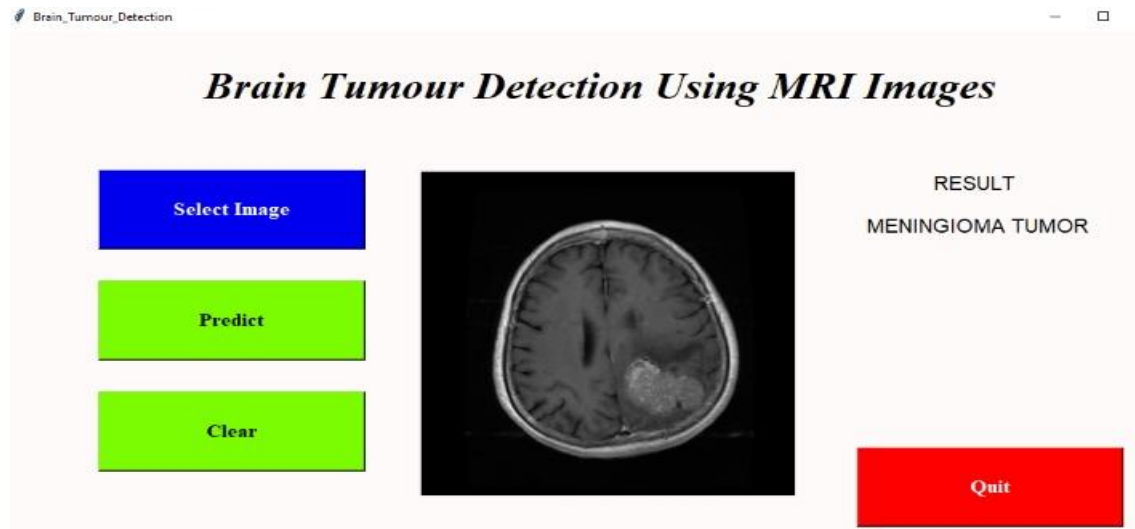 Brain_Tumour_Detection
Brain Tumour Detection Using MRI Images
Select Image
Predict
Clear
RESULT
MENINGIOMA TUMOR
Quit